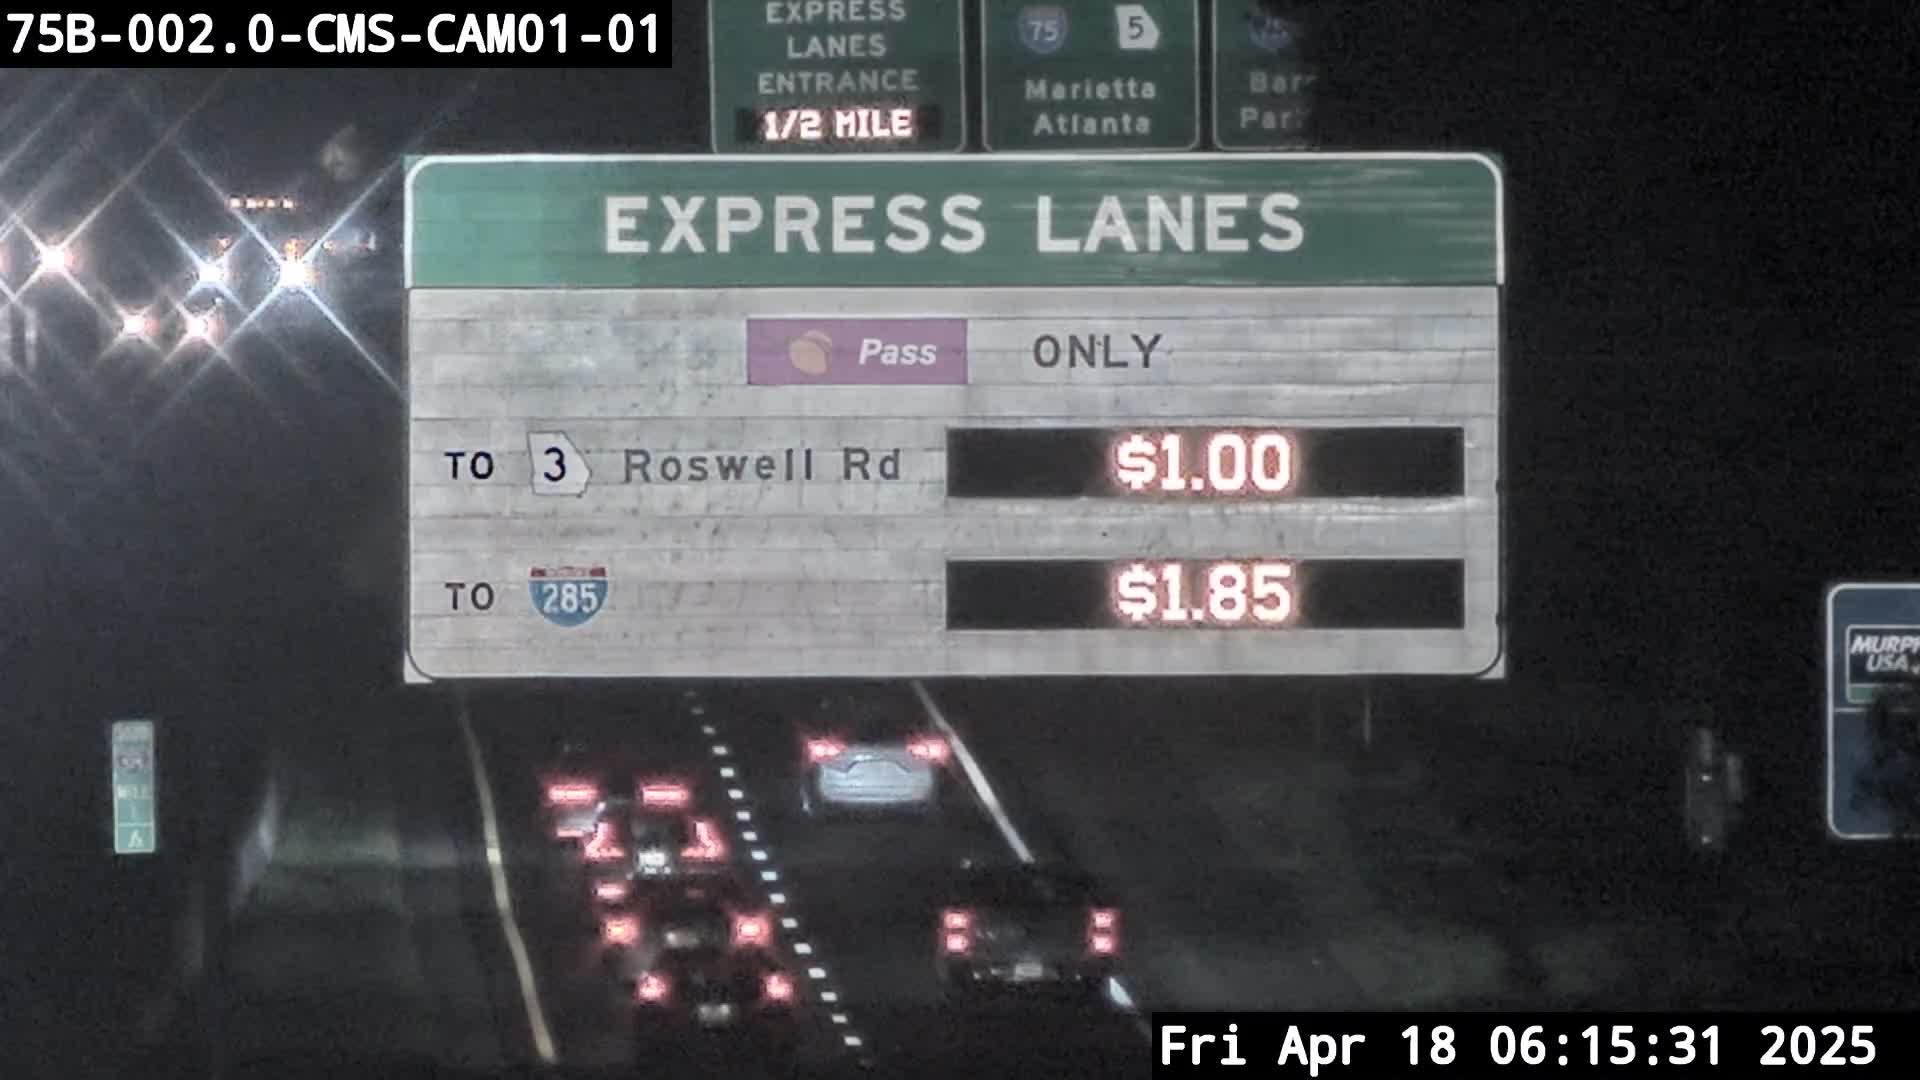 75B-002.0-CMS-CAM01-01
EXPRESS
LANES
ENTRANCE
1/2 MILE
75 5
Marietta
Atlanta
EXPRESS LANES
Pass ONLY
TO 3 Roswell Rd $1.00
TO 285 $1.85
USA
Fri Apr 18 06:15:31 2025